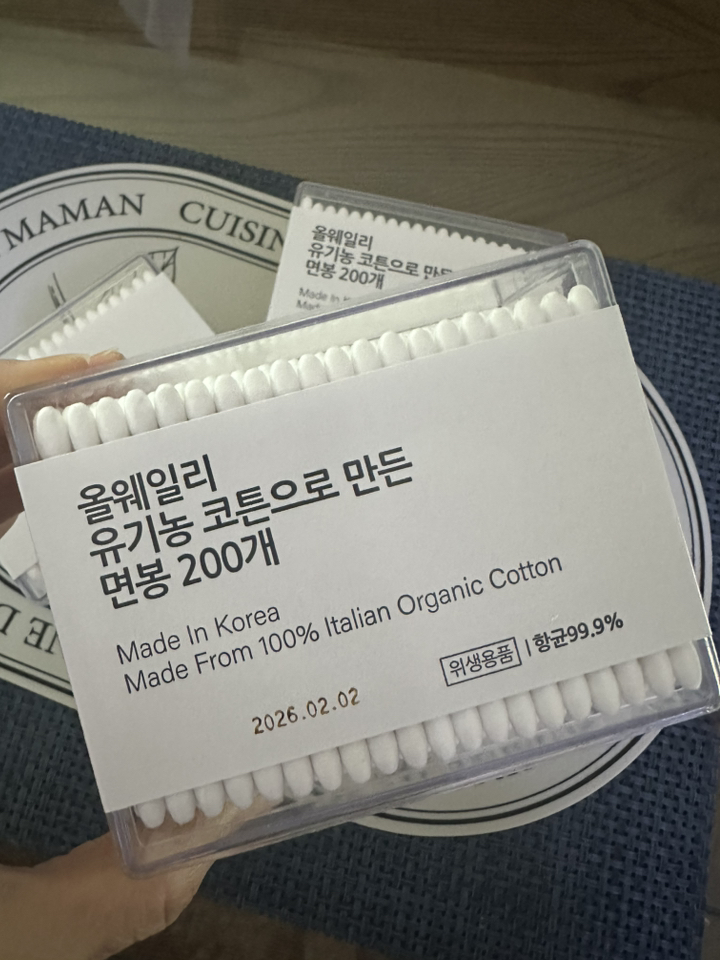 MAMAN CUISIN
올웨일리
유기농 코튼으로 만든
면봉 200개
Made In K
Mad
올웨일리
유기농 코튼으로 만든
면봉 200개
Made In Korea
Made From 100% Italian Organic Cotton
위생용품 | 항균99.9%
2026.02.02